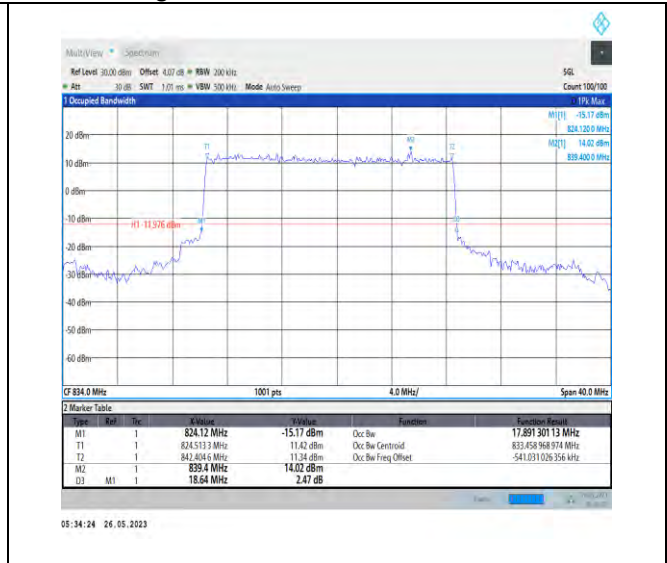 MultiView Spectrum
Ref Level 30.00 dBm Offset 4.07 dB RBW 200 kHz SGL
Att 30 dB SWT 1.01 ms VBW 500 kHz Mode Auto Sweep Count 100/100
1 Occupied Bandwidth 1Pk Max
M1[1] -15.17 dBm
824.120 0 MHz
M2[1] 14.02 dBm
839.400 0 MHz
20 dBm
T1 M2 T2
10 dBm
0 dBm
-10 dBm
H1 -11.976 dBm M1
-20 dBm
-30 dBm
-40 dBm
-50 dBm
-60 dBm
CF 834.0 MHz 1001 pts 4.0 MHz/ Span 40.0 MHz
2 Marker Table
Type Ref Trc X-Value Y-Value Function Function Result
M1 1 824.12 MHz -15.17 dBm Occ Bw 17.891 301 13 MHz
T1 1 824.513 3 MHz 11.42 dBm Occ Bw Centroid 833.458 968 974 MHz
T2 1 842.404 6 MHz 11.34 dBm Occ Bw Freq Offset -541.031 026 356 kHz
M2 1 839.4 MHz 14.02 dBm
D3 M1 1 18.64 MHz 2.47 dB
05:34:24 26.05.2023